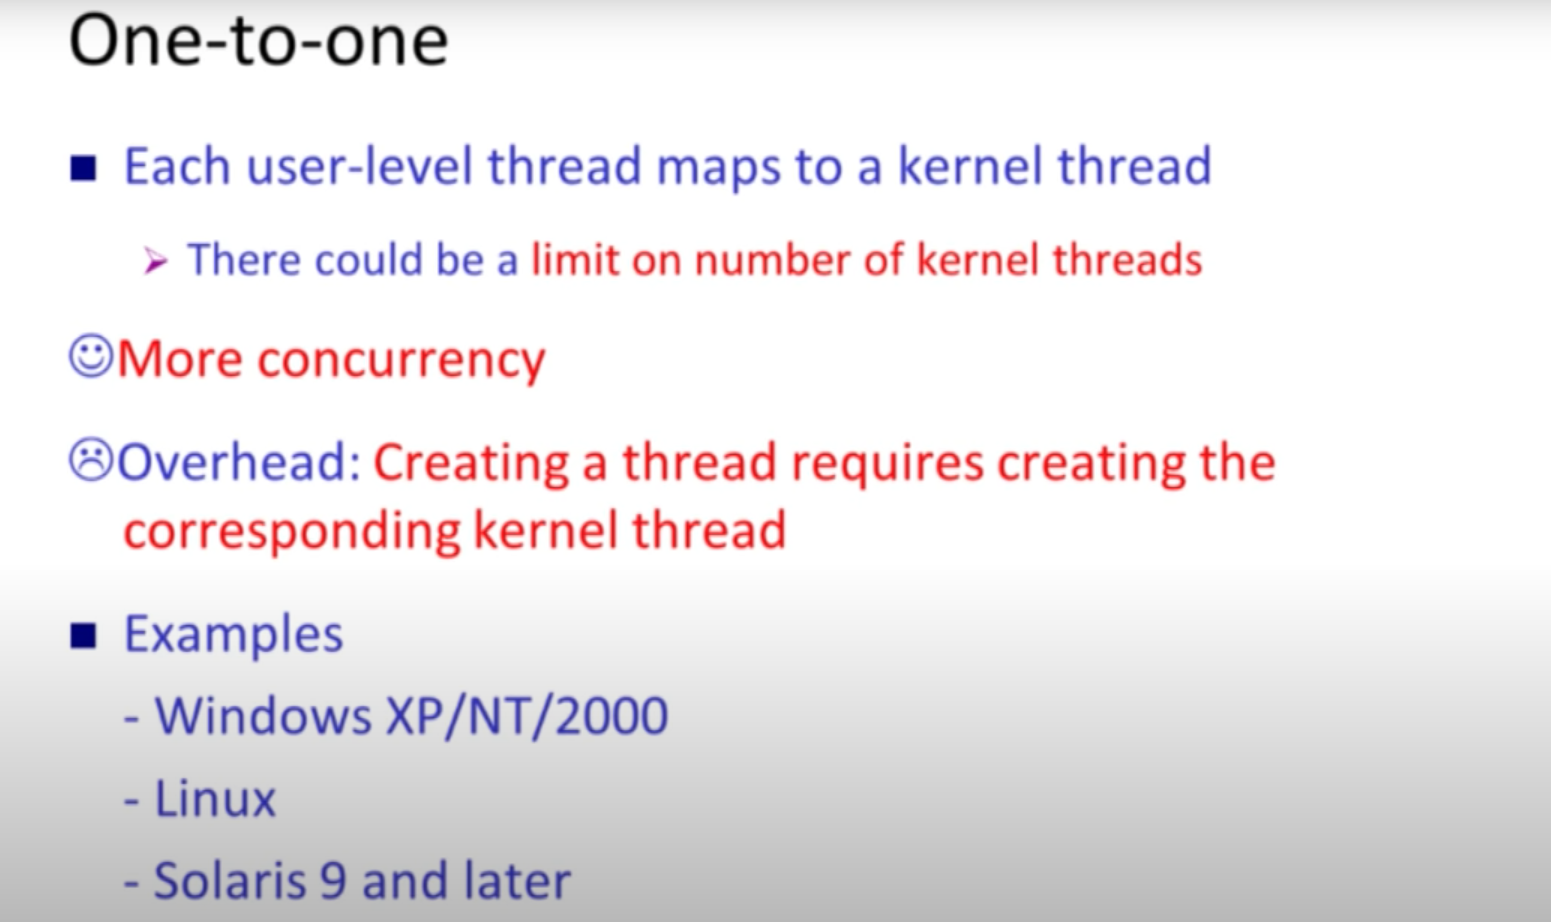 One-to-one
Each user-level thread maps to a kernel thread
There could be a limit on number of kernel threads
More concurrency
Overhead: Creating a thread requires creating the
corresponding kernel thread
Examples
- Windows XP/NT/2000
- Linux
- Solaris 9 and later